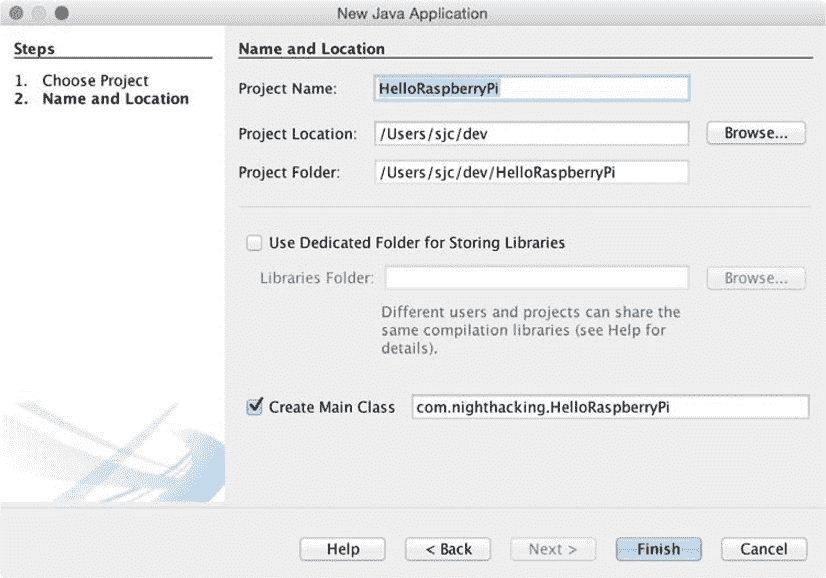 New Java Application
Steps
1. Choose Project
2. Name and Location
Name and Location
Project Name: HelloRaspberryPi
Project Location: /Users/sjc/dev Browse...
Project Folder: /Users/sjc/dev/HelloRaspberryPi
Use Dedicated Folder for Storing Libraries
Libraries Folder: Browse...
Different users and projects can share the
same compilation libraries (see Help for
details).
Create Main Class com.nighthacking.HelloRaspberryPi
Help < Back Next > Finish Cancel